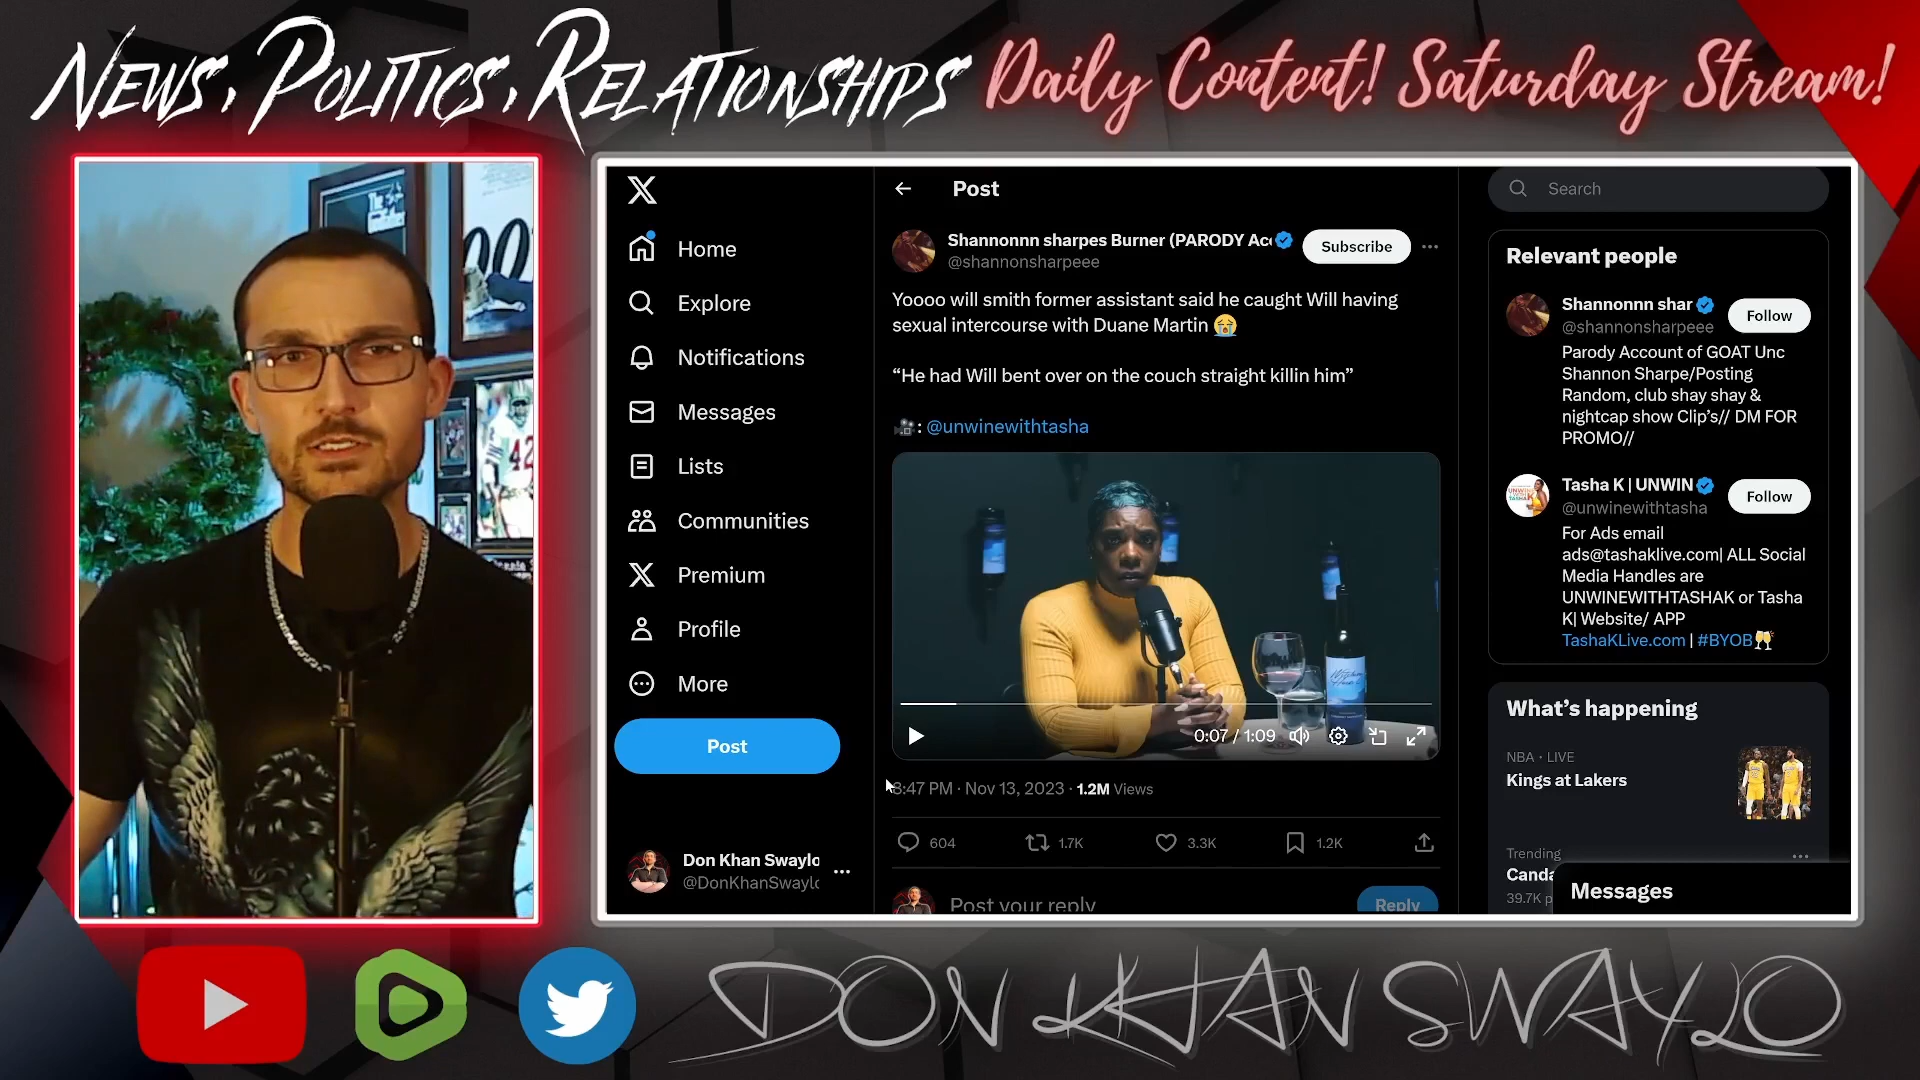 News, Politics, Relationships
Daily Content! Saturday Stream!
Home
Explore
Notifications
Messages
Lists
Communities
Premium
Profile
More
Post
Don Khan Swaylo
@DonKhanSwaylo
Post
Shannonnn sharpes Burner (PARODY Acc
@shannonsharpeee
Subscribe
Yoooo will smith former assistant said he caught Will having
sexual intercourse with Duane Martin 😭
“He had Will bent over on the couch straight killin him”
🎥: @unwinewithtasha
0:07 / 1:09
8:47 PM · Nov 13, 2023 · 1.2M Views
604
1.7K
3.3K
1.2K
Post your reply
Reply
Search
Relevant people
Shannonnn shar
@shannonsharpeee
Follow
Parody Account of GOAT Unc
Shannon Sharpe/Posting
Random, club shay shay &
nightcap show Clip’s// DM FOR
PROMO//
Tasha K | UNWIN
@unwinewithtasha
Follow
For Ads email
ads@tashaklive.com| ALL Social
Media Handles are
UNWINEWITHTASHAK or Tasha
K| Website/ APP
TashaKLive.com | #BYOB🥂
What’s happening
NBA · LIVE
Kings at Lakers
Trending
Canda
39.7K p
Messages
DON KHAN SWAYLO